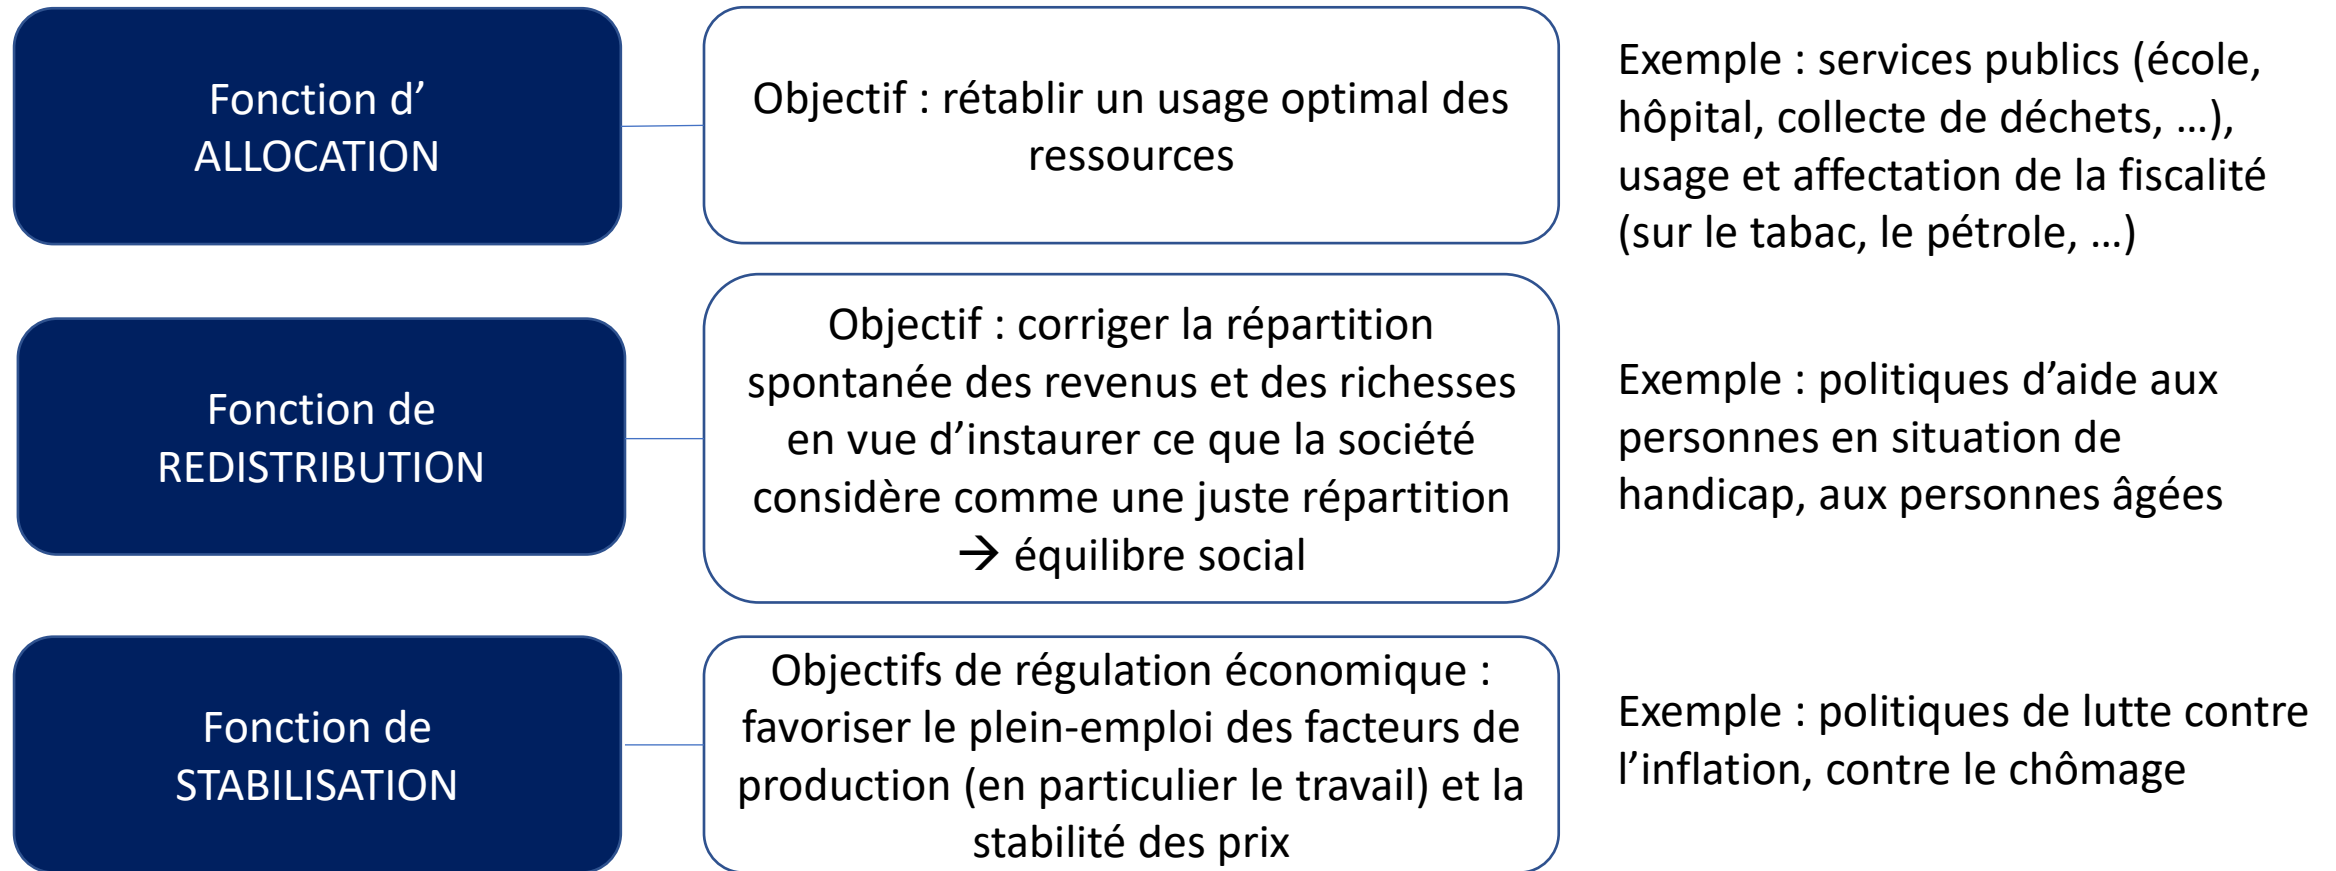 Fonction d’
ALLOCATION
Objectif : rétablir un usage optimal des
ressources
Exemple : services publics (école,
hôpital, collecte de déchets, …),
usage et affectation de la fiscalité
(sur le tabac, le pétrole, …)
Fonction de
REDISTRIBUTION
Objectif : corriger la répartition
spontanée des revenus et des richesses
en vue d’instaurer ce que la société
considère comme une juste répartition
→ équilibre social
Exemple : politiques d’aide aux
personnes en situation de
handicap, aux personnes âgées
Fonction de
STABILISATION
Objectifs de régulation économique :
favoriser le plein-emploi des facteurs de
production (en particulier le travail) et la
stabilité des prix
Exemple : politiques de lutte contre
l’inflation, contre le chômage